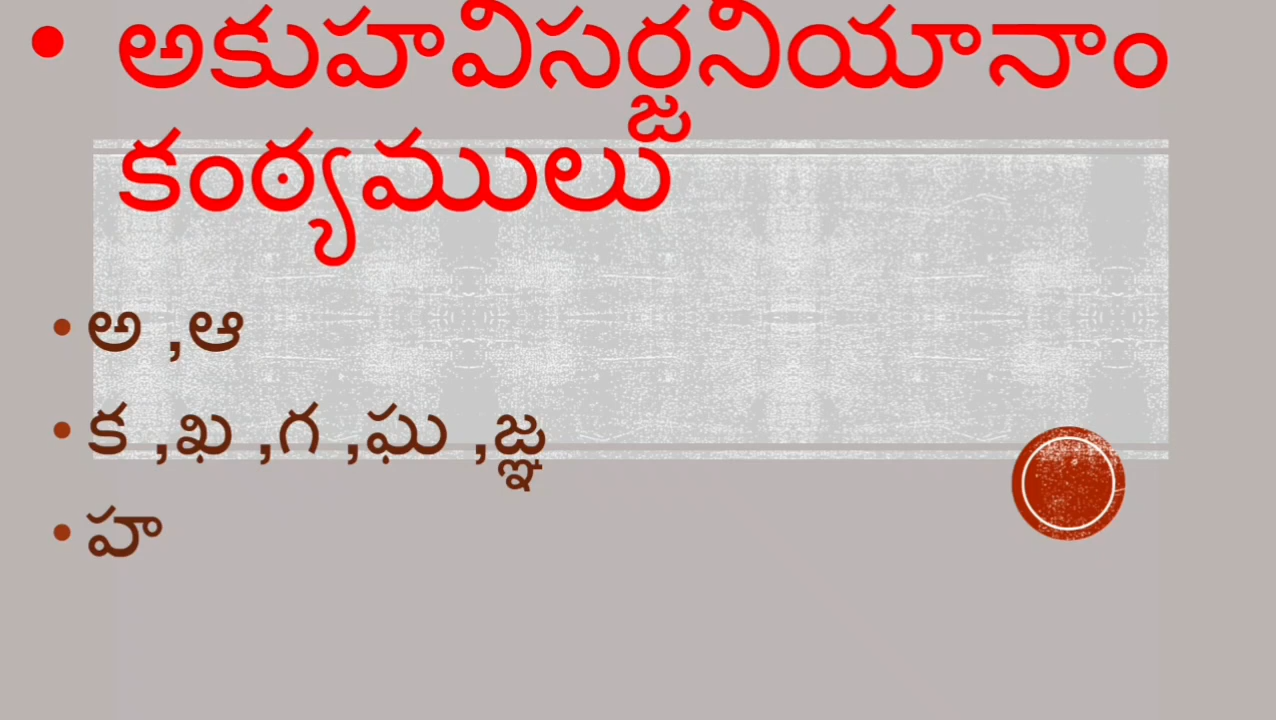 • అకుహవిసర్జనియానాం
కంఠ్యములు
• అ ,ఆ
• క ,ఖ ,గ ,ఘ ,జ్ఞ
• హ